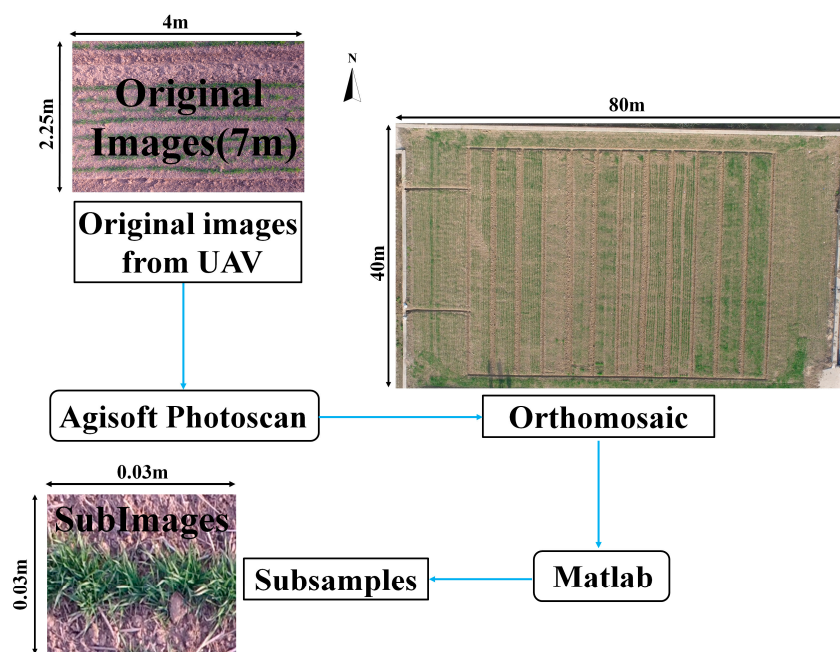 4m
2.25m
Original
Images(7m)
Original images
from UAV
N
80m
40m
Agisoft Photoscan
Orthomosaic
0.03m
0.03m
SubImages
Subsamples
Matlab